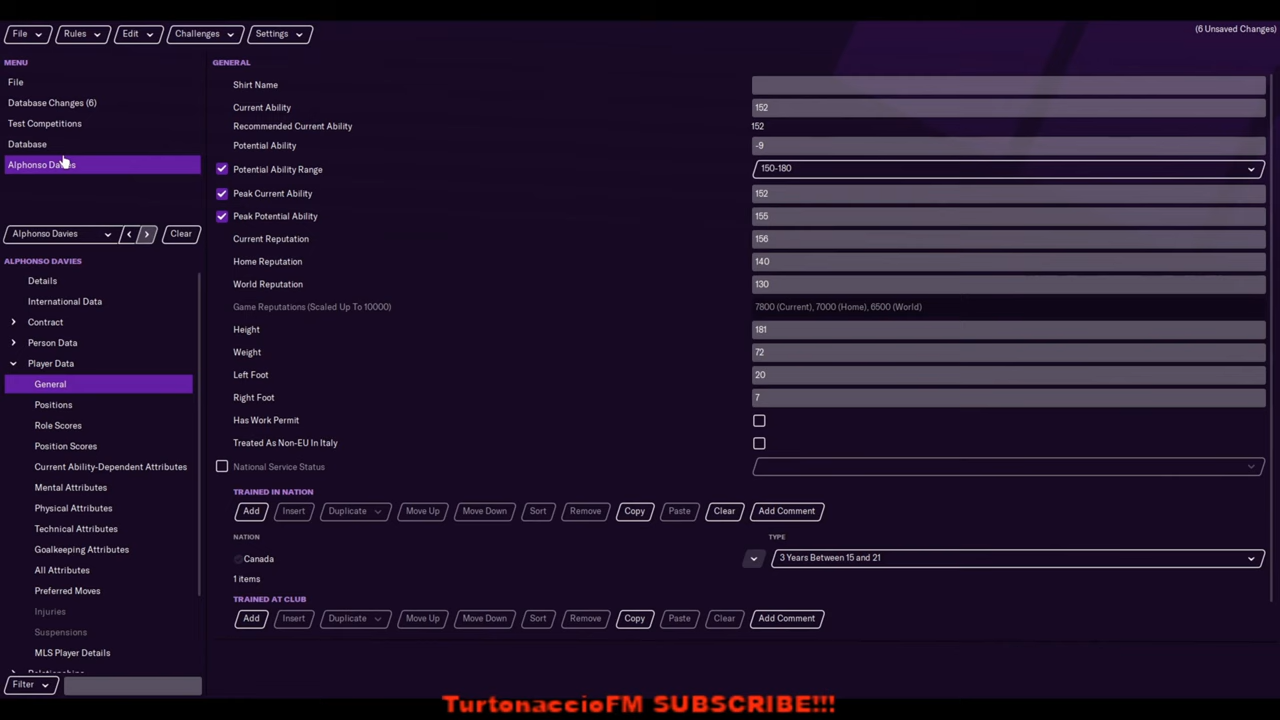 File Rules Edit Challenges Settings (6 Unsaved Changes)
MENU
File
Database Changes (6)
Test Competitions
Database
Alphonso Davies
Alphonso Davies < > Clear
ALPHONSO DAVIES
Details
International Data
Contract
Person Data
Player Data
General
Positions
Role Scores
Position Scores
Current Ability-Dependent Attributes
Mental Attributes
Physical Attributes
Technical Attributes
Goalkeeping Attributes
All Attributes
Preferred Moves
Injuries
Suspensions
MLS Player Details
Relationships
Filter
GENERAL
Shirt Name
Current Ability 152
Recommended Current Ability 152
Potential Ability -9
Potential Ability Range 150-180
Peak Current Ability 152
Peak Potential Ability 155
Current Reputation 156
Home Reputation 140
World Reputation 130
Game Reputations (Scaled Up To 10000) 7800 (Current), 7000 (Home), 6500 (World)
Height 181
Weight 72
Left Foot 20
Right Foot 7
Has Work Permit
Treated As Non-EU In Italy
National Service Status
TRAINED IN NATION
Add Insert Duplicate Move Up Move Down Sort Remove Copy Paste Clear Add Comment
NATION TYPE
Canada 3 Years Between 15 and 21
1 items
TRAINED AT CLUB
Add Insert Duplicate Move Up Move Down Sort Remove Copy Paste Clear Add Comment
TurtonaccioFM SUBSCRIBE!!!